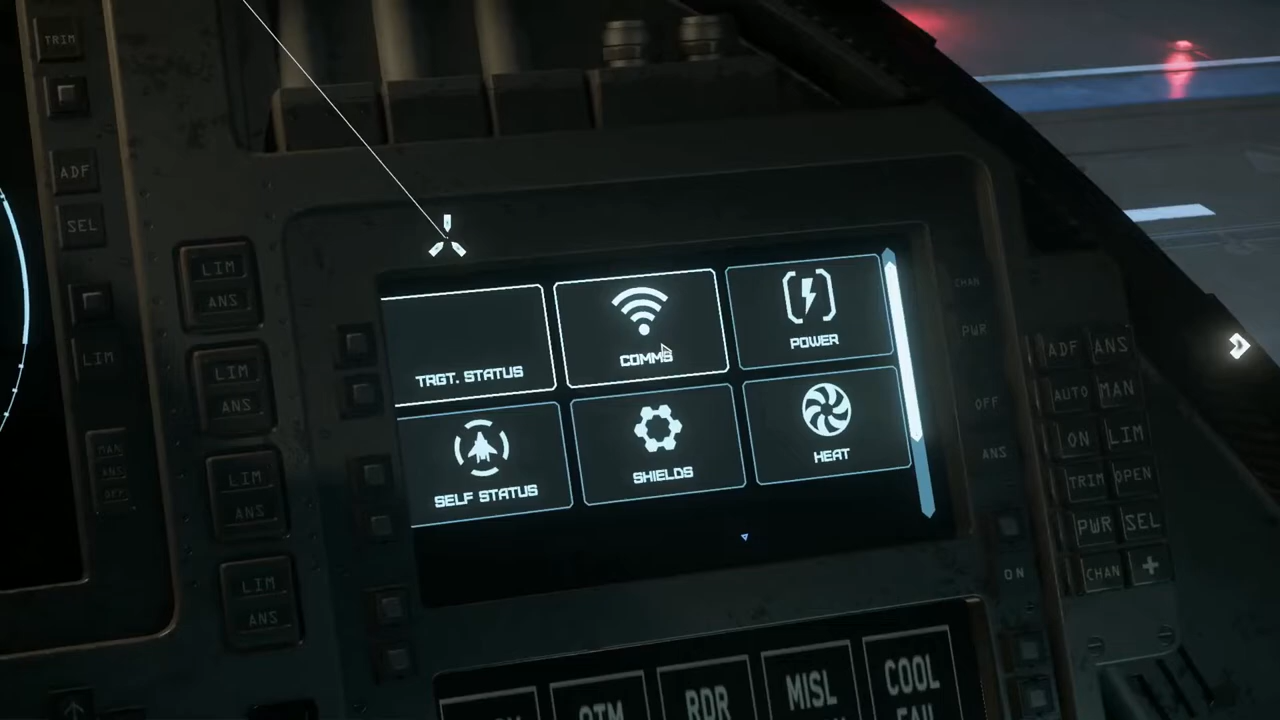 TRIM
ADF
SEL
LIM
LIM
ANS
LIM
ANS
LIM
ANS
LIM
ANS
MAN
ANS
OFF
TRGT. STATUS
COMMS
POWER
SELF STATUS
SHIELDS
HEAT
CHAN
PWR
OFF
ANS
ON
ADF ANS
AUTO MAN
ON LIM
TRIM OPEN
PWR SEL
CHAN +
RDR
MISL
COOL
FAIL